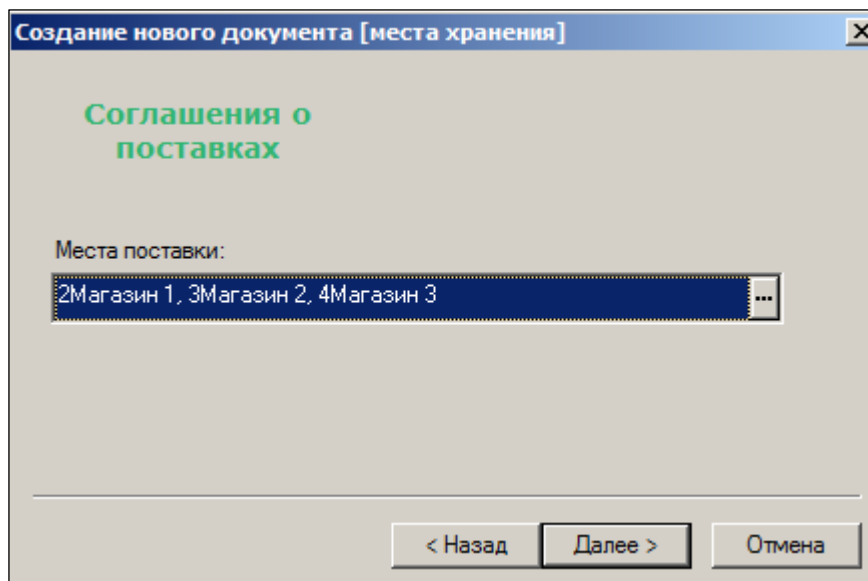 Создание нового документа [места хранения]
Соглашения о
поставках
Места поставки:
2Магазин 1, 3Магазин 2, 4Магазин 3
...
< Назад
Далее >
Отмена